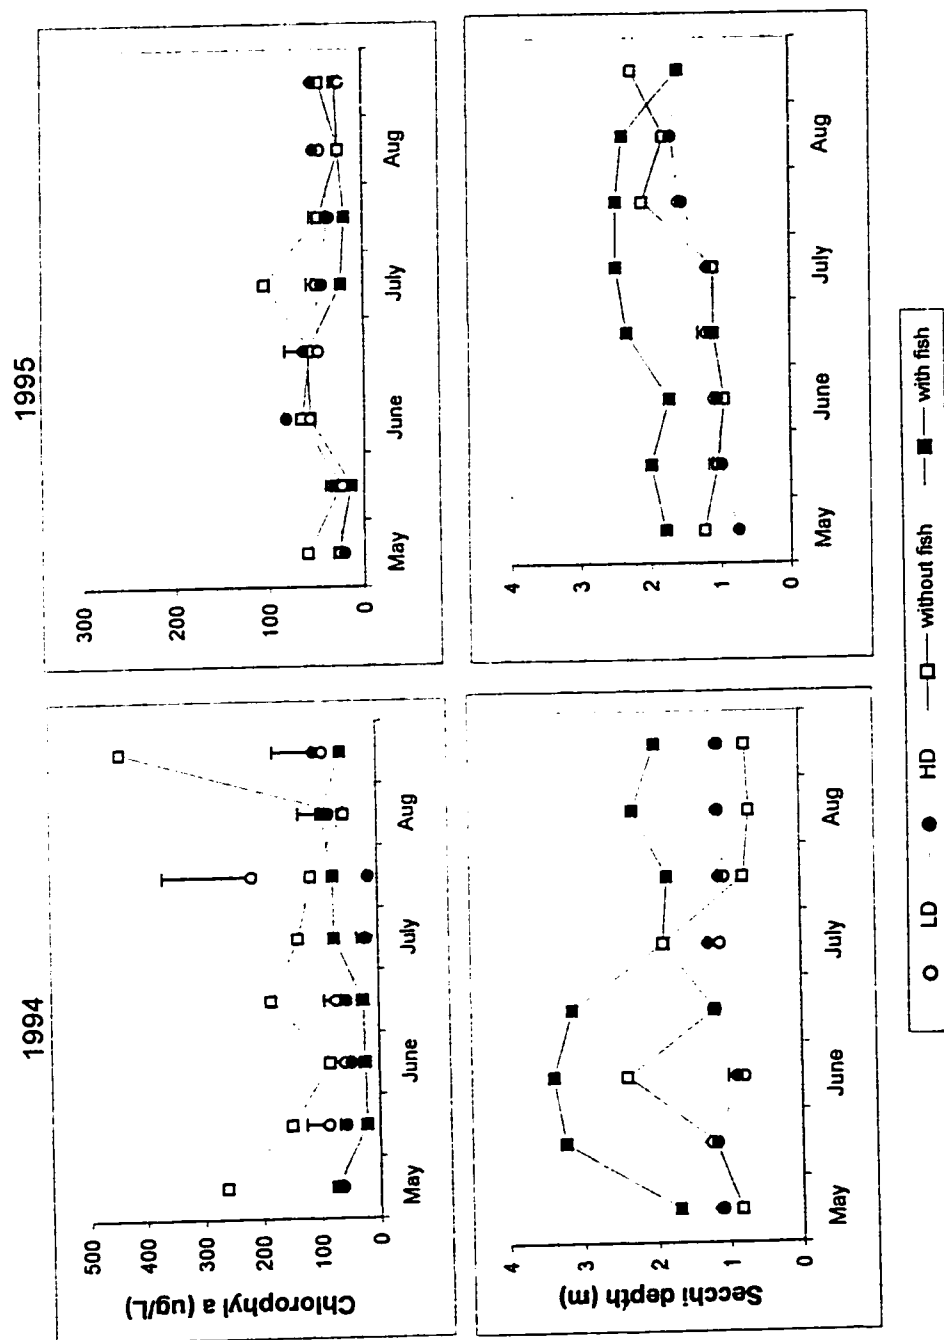 1994
1995
500
400
300
200
100
0
Chlorophyl a (ug/L)
May
June
July
Aug
300
200
100
0
May
June
July
Aug
4
3
2
1
0
Secchi depth (m)
May
June
July
Aug
4
3
2
1
0
May
June
July
Aug
LD HD without fish with fish